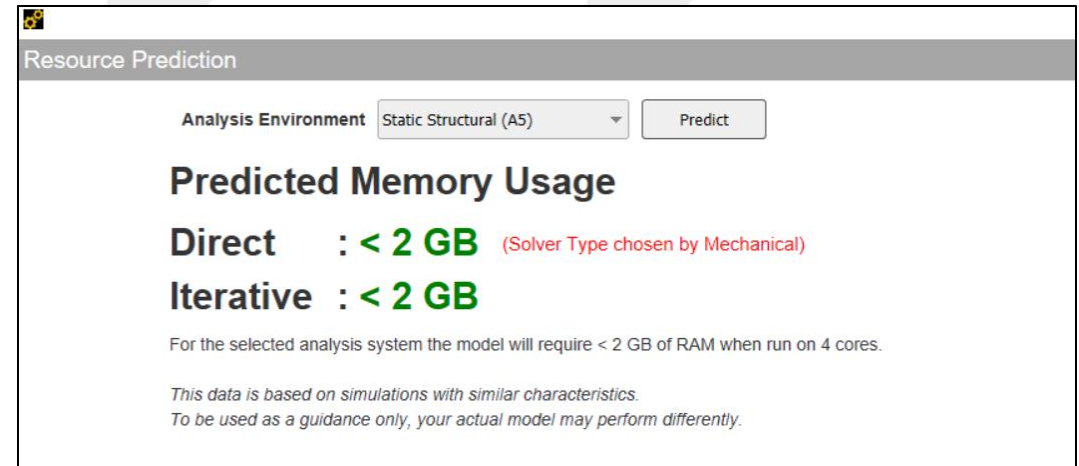 Resource Prediction
Analysis Environment Static Structural (A5) Predict
Predicted Memory Usage
Direct : < 2 GB (Solver Type chosen by Mechanical)
Iterative : < 2 GB
For the selected analysis system the model will require < 2 GB of RAM when run on 4 cores.
This data is based on simulations with similar characteristics.
To be used as a guidance only, your actual model may perform differently.